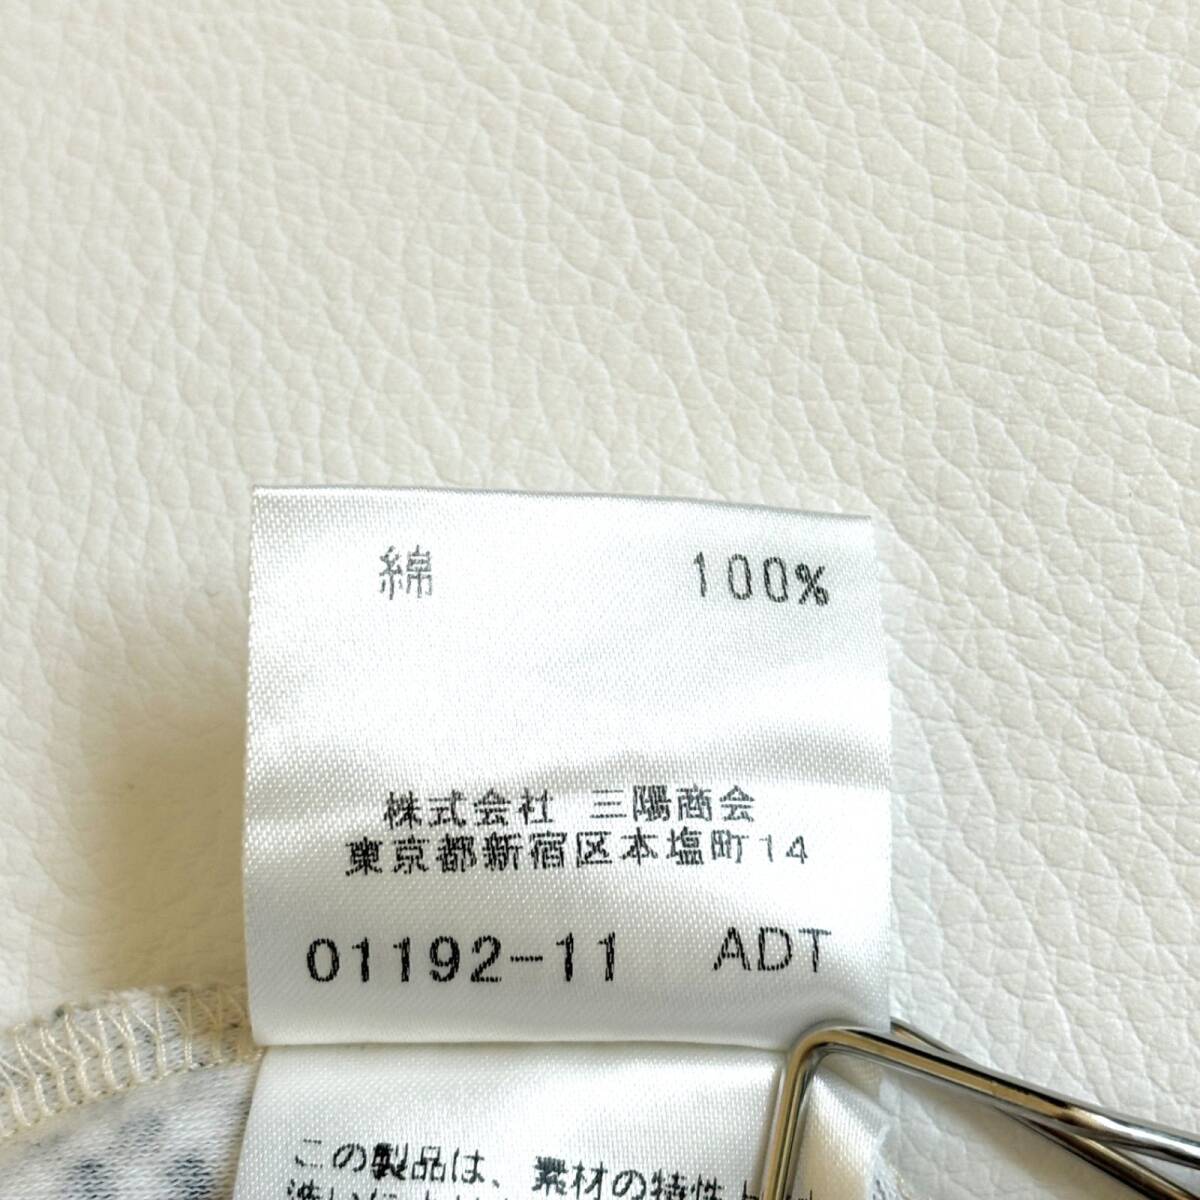 綿 100%
株式会社 三陽商会
東京都新宿区本塩町14
01192-11 ADT
この製品は、素材の特性上